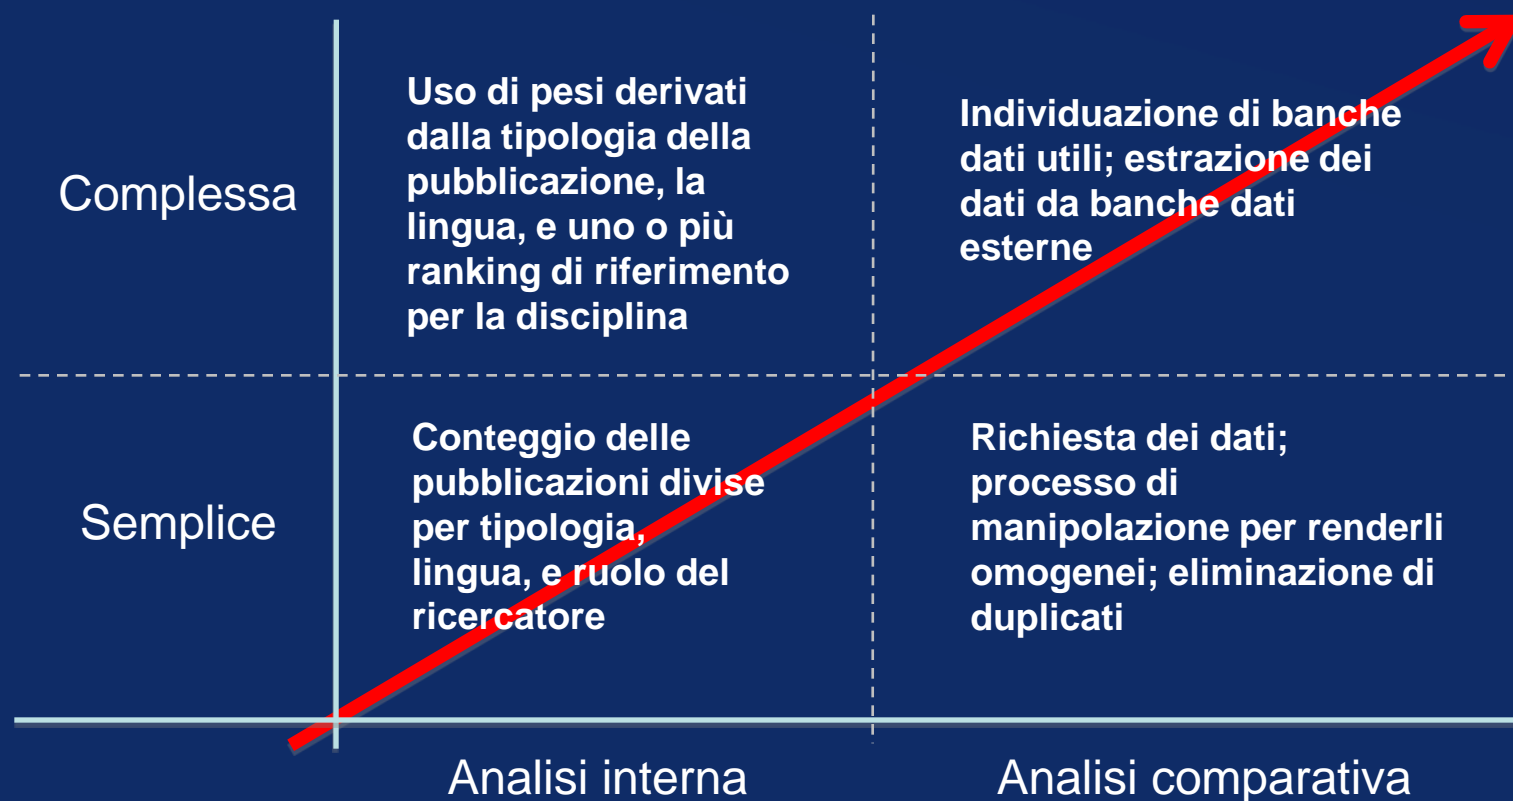 Complessa
Uso di pesi derivati
dalla tipologia della
pubblicazione, la
lingua, e uno o più
ranking di riferimento
per la disciplina
Individuazione di banche
dati utili; estrazione dei
dati da banche dati
esterne
Semplice
Conteggio delle
pubblicazioni divise
per tipologia,
lingua, e ruolo del
ricercatore
Richiesta dei dati;
processo di
manipolazione per renderli
omogenei; eliminazione di
duplicati
Analisi interna
Analisi comparativa